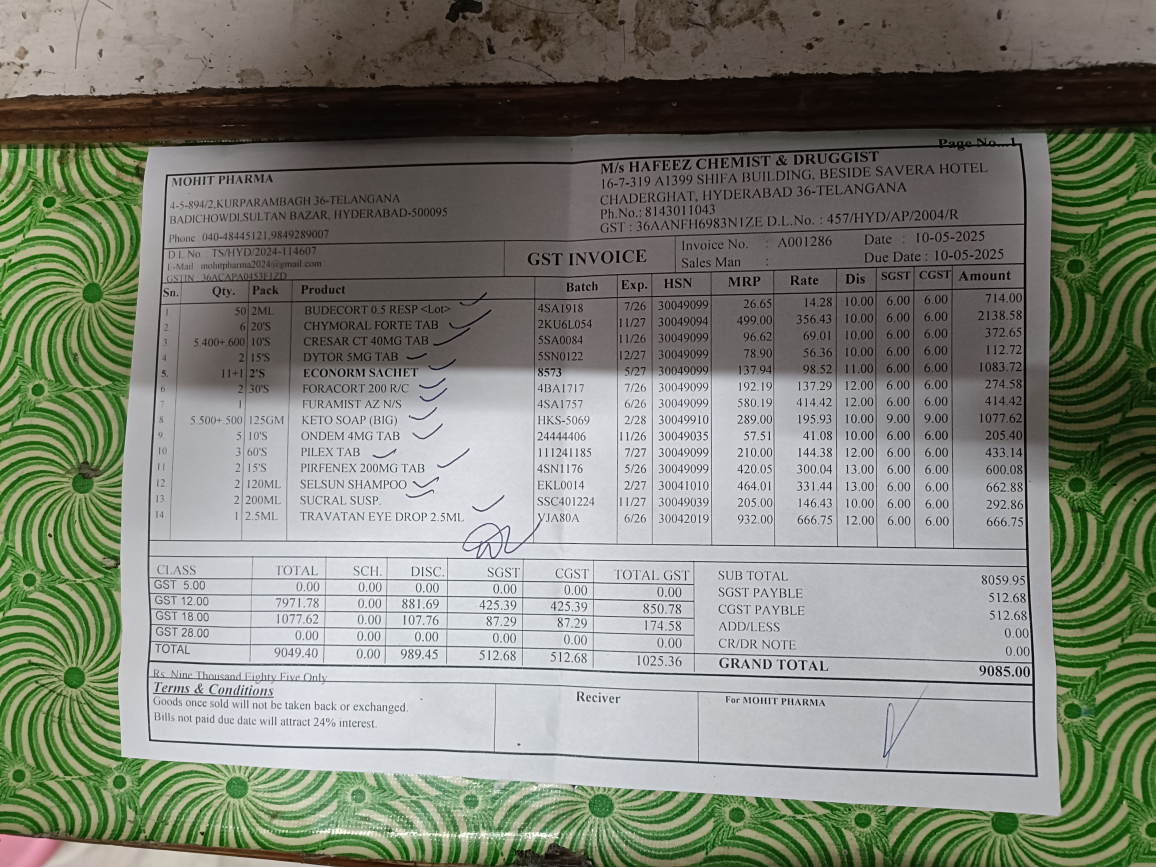 Page No...1
MOHIT PHARMA
4-5-894/2,KURPARAMBAGH 36-TELANGANA
BADICHOWDI,SULTAN BAZAR, HYDERABAD-500095
Phone 040-48445121,9849289007
D.L.No. TS/HYD/2024-114607
E-Mail mohitpharma2024@gmail.com
GSTIN 36ACAPA0453F1ZD
M/s HAFEEZ CHEMIST & DRUGGIST
16-7-319 A1399 SHIFA BUILDING, BESIDE SAVERA HOTEL
CHADERGHAT, HYDERABAD 36-TELANGANA
Ph.No.: 8143011043
GST : 36AANFH6983N1ZE D.L.No. : 457/HYD/AP/2004/R
GST INVOICE
Invoice No. : A001286 Date : 10-05-2025
Sales Man : Due Date : 10-05-2025
Sn. Qty. Pack Product Batch Exp. HSN MRP Rate Dis SGST CGST Amount
1 50 2ML BUDECORT 0.5 RESP <Lot> 4SA1918 7/26 30049099 26.65 14.28 10.00 6.00 6.00 714.00
2 6 20'S CHYMORAL FORTE TAB 2KU6L054 11/27 30049094 499.00 356.43 10.00 6.00 6.00 2138.58
3 5.400+.600 10'S CRESAR CT 40MG TAB 5SA0084 11/26 30049099 96.62 69.01 10.00 6.00 6.00 372.65
4 2 15'S DYTOR 5MG TAB 5SN0122 12/27 30049099 78.90 56.36 10.00 6.00 6.00 112.72
5. 11+1 2'S ECONORM SACHET 8573 5/27 30049099 137.94 98.52 11.00 6.00 6.00 1083.72
6 2 30'S FORACORT 200 R/C 4BA1717 7/26 30049099 192.19 137.29 12.00 6.00 6.00 274.58
7 1 FURAMIST AZ N/S 4SA1757 6/26 30049099 580.19 414.42 12.00 6.00 6.00 414.42
8 5.500+.500 125GM KETO SOAP (BIG) HKS-5069 2/28 30049910 289.00 195.93 10.00 9.00 9.00 1077.62
9 5 10'S ONDEM 4MG TAB 24444406 11/26 30049035 57.51 41.08 10.00 6.00 6.00 205.40
10 3 60'S PILEX TAB 111241185 7/27 30049099 210.00 144.38 12.00 6.00 6.00 433.14
11 2 15'S PIRFENEX 200MG TAB 4SN1176 5/26 30049099 420.05 300.04 13.00 6.00 6.00 600.08
12 2 120ML SELSUN SHAMPOO EKL0014 2/27 30041010 464.01 331.44 13.00 6.00 6.00 662.88
13 2 200ML SUCRAL SUSP. SSC401224 11/27 30049039 205.00 146.43 10.00 6.00 6.00 292.86
14 1 2.5ML TRAVATAN EYE DROP 2.5ML VJA80A 6/26 30042019 932.00 666.75 12.00 6.00 6.00 666.75
CLASS TOTAL SCH. DISC. SGST CGST TOTAL GST
GST 5.00 0.00 0.00 0.00 0.00 0.00 0.00
GST 12.00 7971.78 0.00 881.69 425.39 425.39 850.78
GST 18.00 1077.62 0.00 107.76 87.29 87.29 174.58
GST 28.00 0.00 0.00 0.00 0.00 0.00 0.00
TOTAL 9049.40 0.00 989.45 512.68 512.68 1025.36
SUB TOTAL 8059.95
SGST PAYBLE 512.68
CGST PAYBLE 512.68
ADD/LESS 0.00
CR/DR NOTE 0.00
GRAND TOTAL 9085.00
Rs. Nine Thousand Eighty Five Only
Terms & Conditions
Goods once sold will not be taken back or exchanged.
Bills not paid due date will attract 24% interest.
Reciver
For MOHIT PHARMA